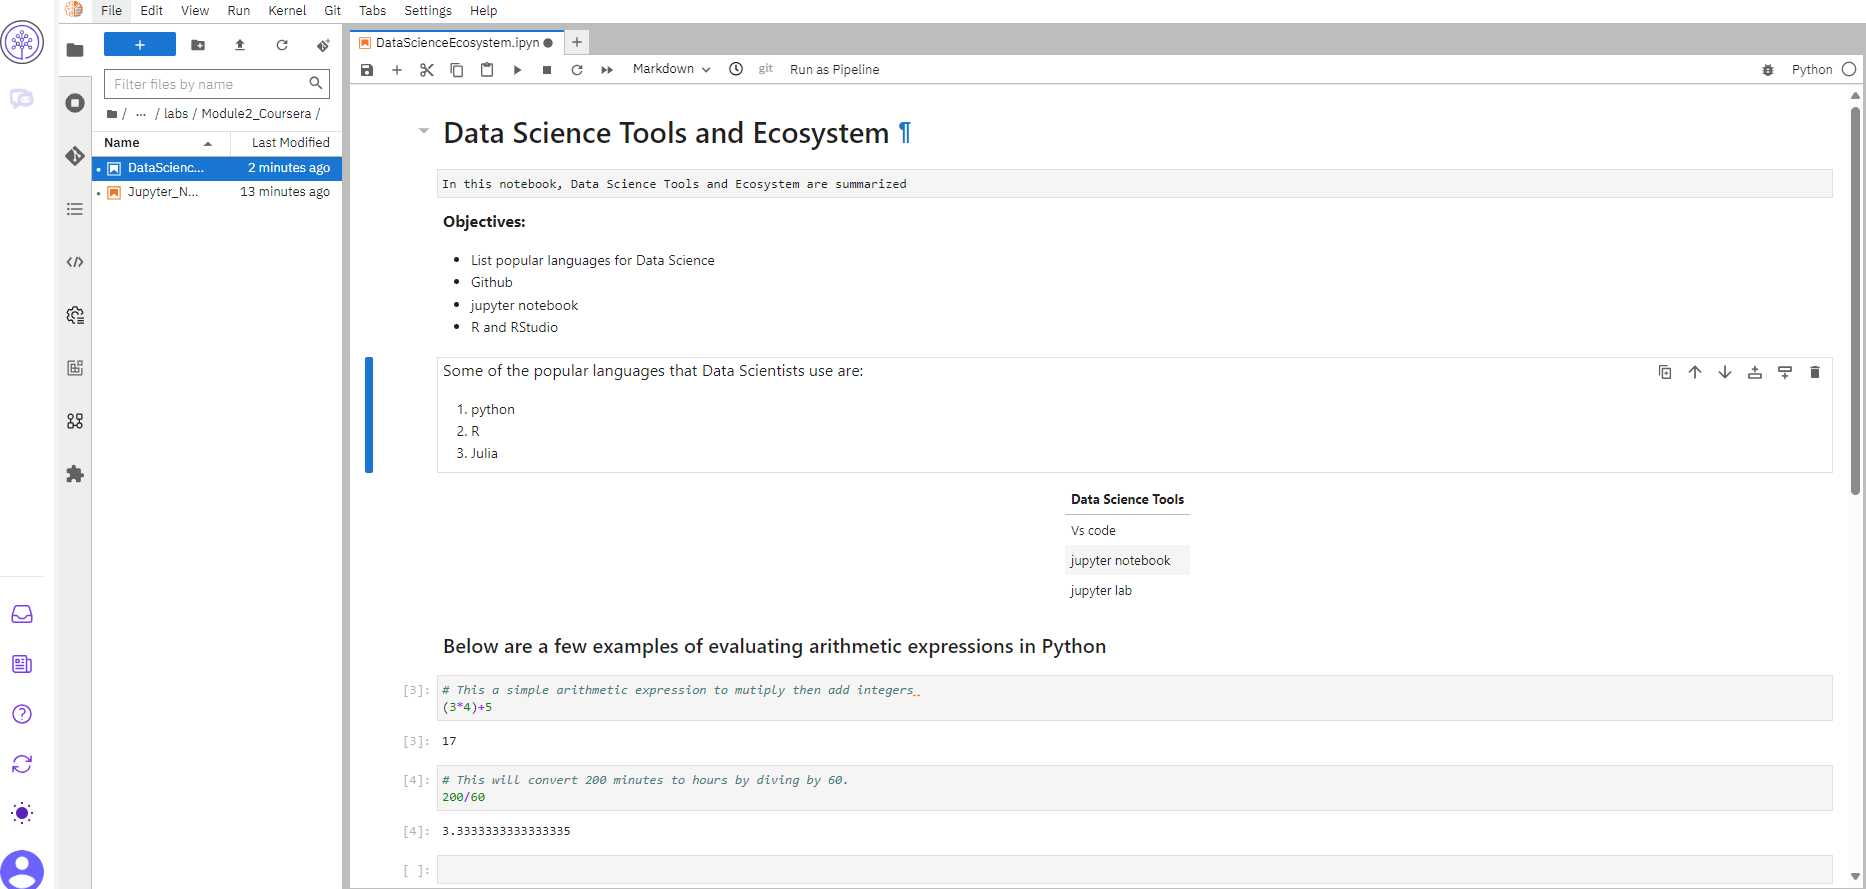 File Edit View Run Kernel Git Tabs Settings Help
+
Filter files by name
/ ... / labs / Module2_Coursera /
Name Last Modified
DataScienc... 2 minutes ago
Jupyter_N... 13 minutes ago
DataScienceEcosystem.ipyn
+
Markdown git Run as Pipeline Python
Data Science Tools and Ecosystem ¶
In this notebook, Data Science Tools and Ecosystem are summarized
Objectives:
• List popular languages for Data Science
• Github
• jupyter notebook
• R and RStudio
Some of the popular languages that Data Scientists use are:
1. python
2. R
3. Julia
Data Science Tools
Vs code
jupyter notebook
jupyter lab
Below are a few examples of evaluating arithmetic expressions in Python
[3]: # This a simple arithmetic expression to mutiply then add integers
(3*4)+5
[3]: 17
[4]: # This will convert 200 minutes to hours by diving by 60.
200/60
[4]: 3.3333333333333335
[ ]: